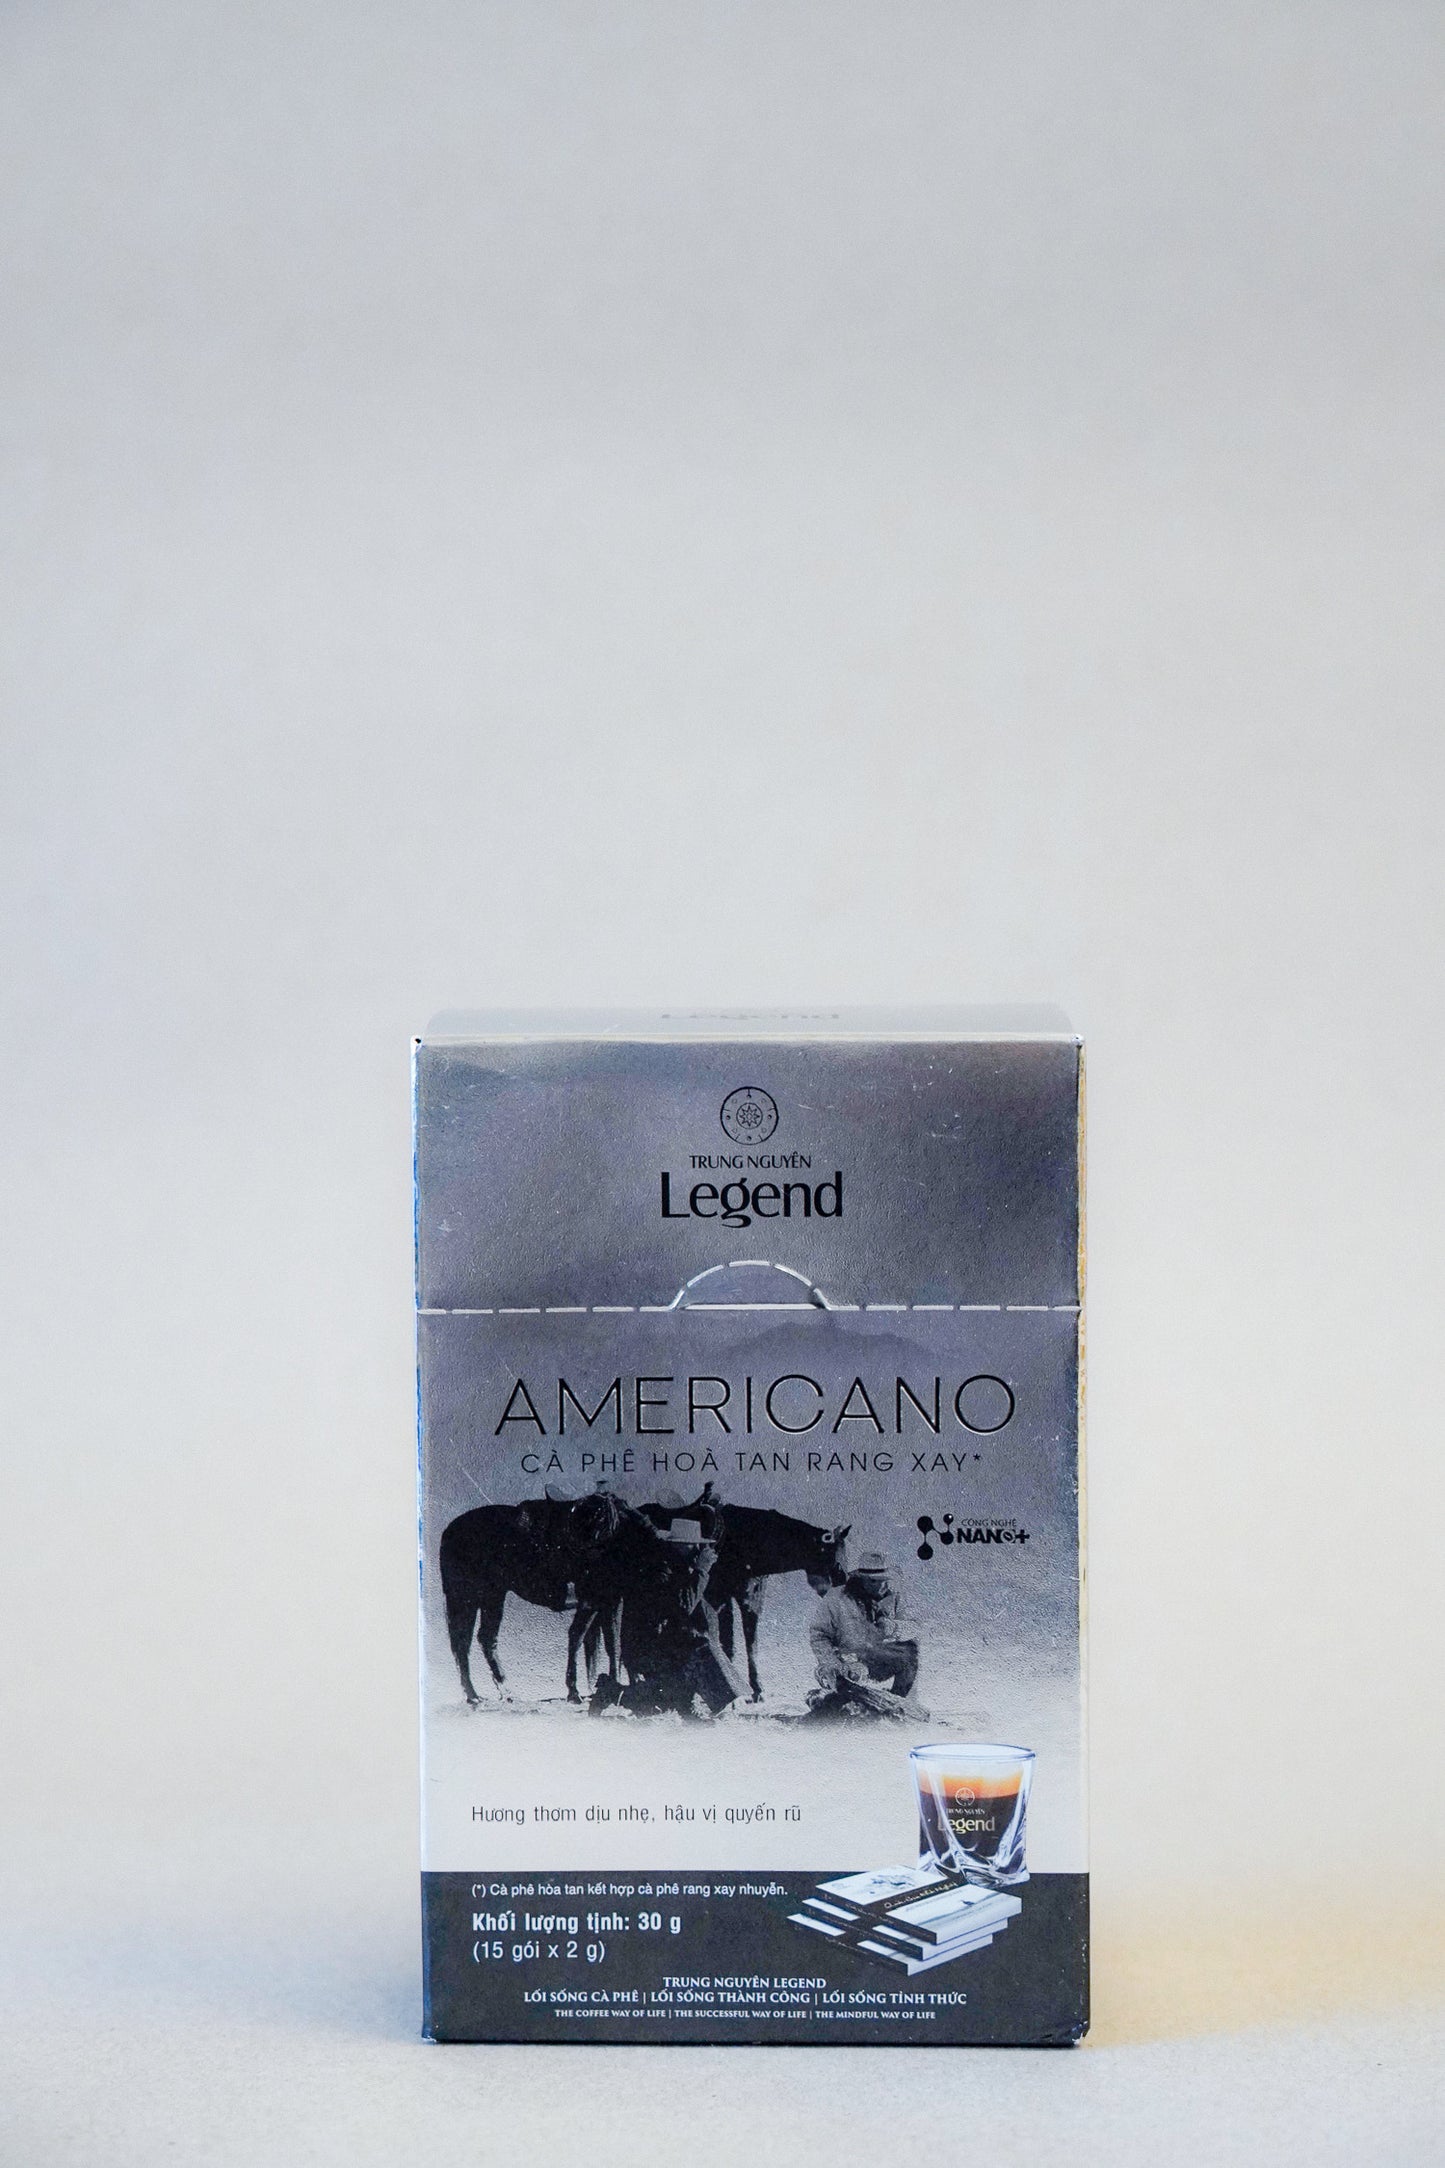 Legend
TRUNG NGUYÊN
Legend
AMERICANO
CÀ PHÊ HOÀ TAN RANG XAY*
CÔNG NGHỆ
NANO+
Hương thơm dịu nhẹ, hậu vị quyến rũ
TRUNG NGUYÊN
Legend
(*) Cà phê hòa tan kết hợp cà phê rang xay nhuyễn.
Khối lượng tịnh: 30 g
(15 gói x 2 g)
TRUNG NGUYÊN LEGEND
LỐI SỐNG CÀ PHÊ | LỐI SỐNG THÀNH CÔNG | LỐI SỐNG TỈNH THỨC
THE COFFEE WAY OF LIFE | THE SUCCESSFUL WAY OF LIFE | THE MINDFUL WAY OF LIFE